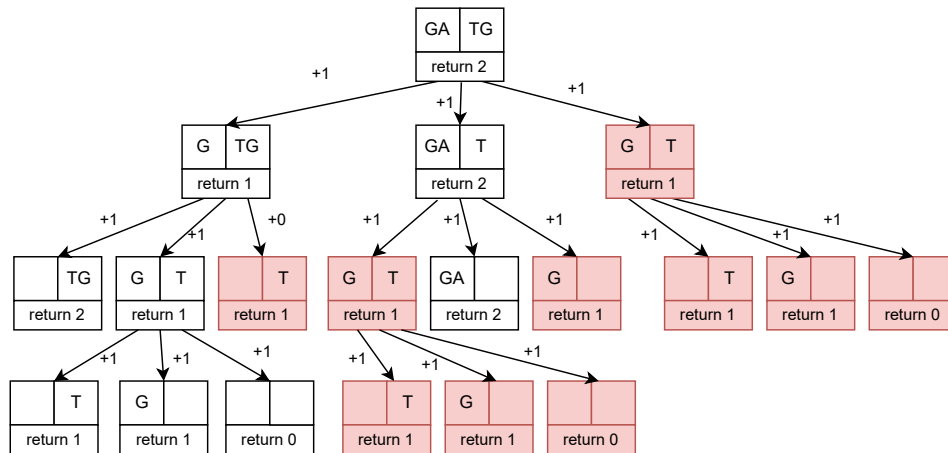 GA TG
return 2
+1
+1
+1
G TG
return 1
GA T
return 2
G T
return 1
+1
+1
+0
+1
+1
+1
+1
+1
+1
TG
return 2
G T
return 1
T
return 1
G T
return 1
GA
return 2
G
return 1
T
return 1
G
return 1
return 0
+1
+1
+1
+1
+1
+1
T
return 1
G
return 1
return 0
T
return 1
G
return 1
return 0